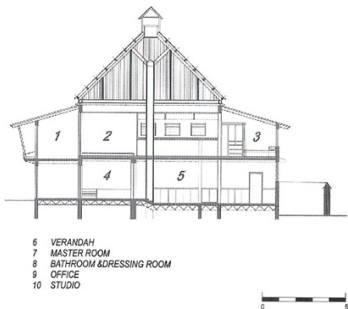 1
2
3
4
5
6 VERANDAH
7 MASTER ROOM
8 BATHROOM &DRESSING ROOM
9 OFFICE
10 STUDIO
0
5